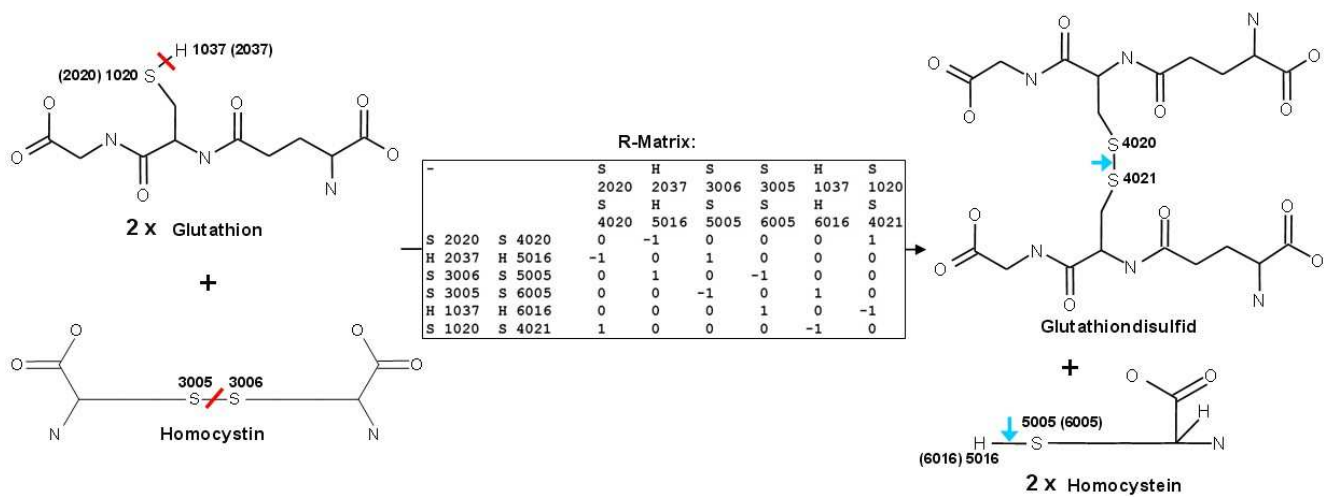 H 1037 (2037)
(2020) 1020 S
O
O
O
N
O
N
O
O
O
N
2 x Glutathion
+
O
O
O
O
3005 3006
S S
N
N
Homocystin
R-Matrix:
- S H S S H S
2020 2037 3006 3005 1037 1020
S H S S H S
4020 5016 5005 6005 6016 4021
S 2020 S 4020 0 -1 0 0 0 1
H 2037 H 5016 -1 0 1 0 0 0
S 3006 S 5005 0 1 0 -1 0 0
S 3005 S 6005 0 0 -1 0 1 0
H 1037 H 6016 0 0 0 1 0 -1
S 1020 S 4021 1 0 0 0 -1 0
N
O
O
O
N
N
O
O
O
O
S 4020
S 4021
O
O
O
N
N
O
O
O
O
N
Glutathiondisulfid
+
O
O
H
5005 (6005)
H S N
(6016) 5016
2 x Homocystein